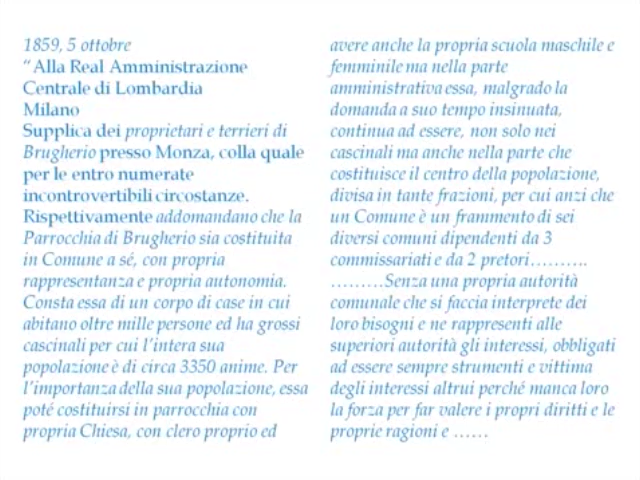 1859, 5 ottobre
“Alla Real Amministrazione
Centrale di Lombardia
Milano
Supplica dei proprietari e terrieri di
Brugherio presso Monza, colla quale
per le entro numerate
incontrovertibili circostanze.
Rispettivamente addomandano che la
Parrocchia di Brugherio sia costituita
in Comune a sé, con propria
rappresentanza e propria autonomia.
Consta essa di un corpo di case in cui
abitano oltre mille persone ed ha grossi
cascinali per cui l’intera sua
popolazione è di circa 3350 anime. Per
l’importanza della sua popolazione, essa
poté costituirsi in parrocchia con
propria Chiesa, con clero proprio ed
avere anche la propria scuola maschile e
femminile ma nella parte
amministrativa essa, malgrado la
domanda a suo tempo insinuata,
continua ad essere, non solo nei
cascinali ma anche nella parte che
costituisce il centro della popolazione,
divisa in tante frazioni, per cui anzi che
un Comune è un frammento di sei
diversi comuni dipendenti da 3
commissariati e da 2 pretori……….
………Senza una propria autorità
comunale che si faccia interprete dei
loro bisogni e ne rappresenti alle
superiori autorità gli interessi, obbligati
ad essere sempre strumenti e vittima
degli interessi altrui perché manca loro
la forza per far valere i propri diritti e le
proprie ragioni e ……